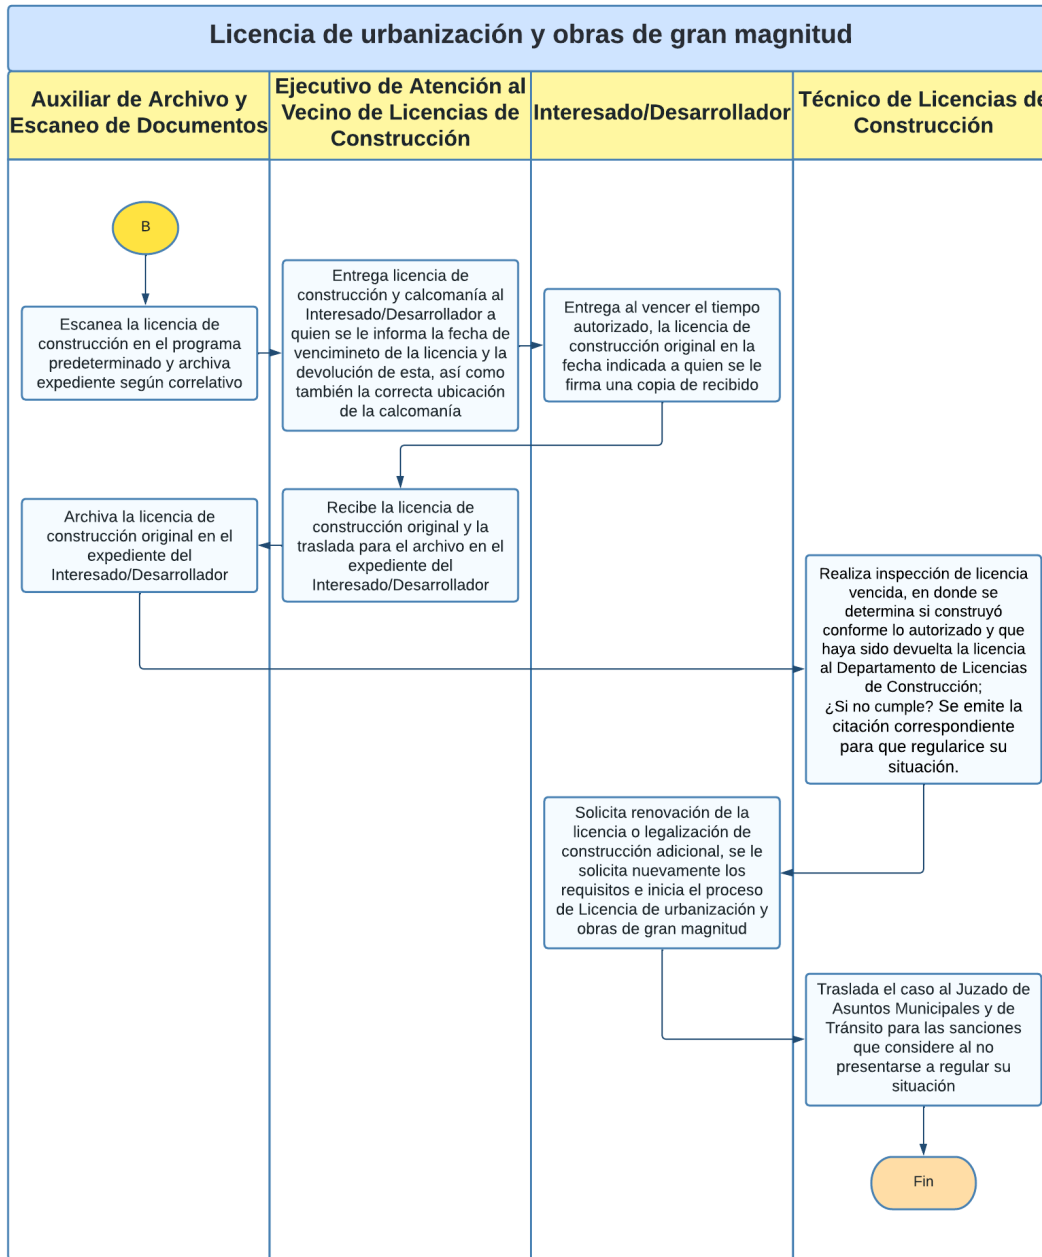 Licencia de urbanización y obras de gran magnitud
Auxiliar de Archivo y
Escaneo de Documentos
Ejecutivo de Atención al
Vecino de Licencias de
Construcción
Interesado/Desarrollador
Técnico de Licencias de
Construcción
B
Escanea la licencia de
construcción en el programa
predeterminado y archiva
expediente según correlativo
Entrega licencia de
construcción y calcomanía al
Interesado/Desarrollador a
quien se le informa la fecha de
vencimineto de la licencia y la
devolución de esta, así como
también la correcta ubicación
de la calcomanía
Entrega al vencer el tiempo
autorizado, la licencia de
construcción original en la
fecha indicada a quien se le
firma una copia de recibido
Recibe la licencia de
construcción original y la
traslada para el archivo en el
expediente del
Interesado/Desarrollador
Archiva la licencia de
construcción original en el
expediente del
Interesado/Desarrollador
Realiza inspección de licencia
vencida, en donde se
determina si construyó
conforme lo autorizado y que
haya sido devuelta la licencia
al Departamento de Licencias
de Construcción;
¿Si no cumple? Se emite la
citación correspondiente
para que regularice su
situación.
Solicita renovación de la
licencia o legalización de
construcción adicional, se le
solicita nuevamente los
requisitos e inicia el proceso
de Licencia de urbanización y
obras de gran magnitud
Traslada el caso al Juzado de
Asuntos Municipales y de
Tránsito para las sanciones
que considere al no
presentarse a regular su
situación
Fin